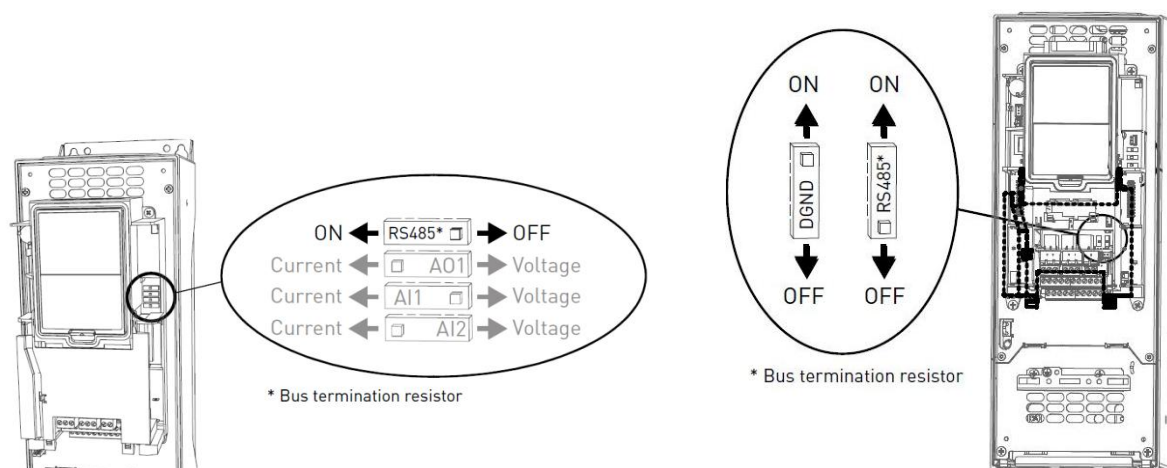 ON RS485* OFF
Current AO1 Voltage
Current AI1 Voltage
Current AI2 Voltage
* Bus termination resistor
ON ON
DGND RS485*
OFF OFF
* Bus termination resistor